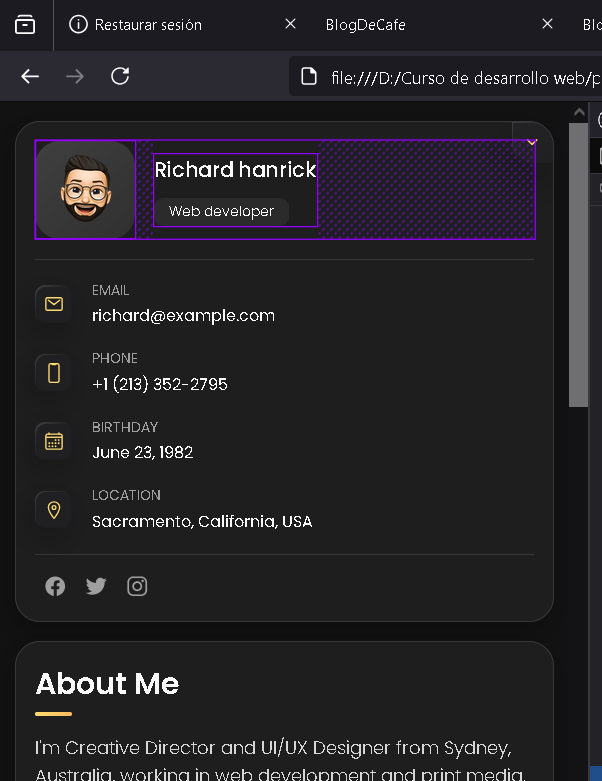 Restaurar sesión
BlogDeCafe
Blo
file:///D:/Curso de desarrollo web/p
Richard hanrick
Web developer
EMAIL
richard@example.com
PHONE
+1 (213) 352-2795
BIRTHDAY
June 23, 1982
LOCATION
Sacramento, California, USA
About Me
I'm Creative Director and UI/UX Designer from Sydney,
Australia, working in web development and print media.